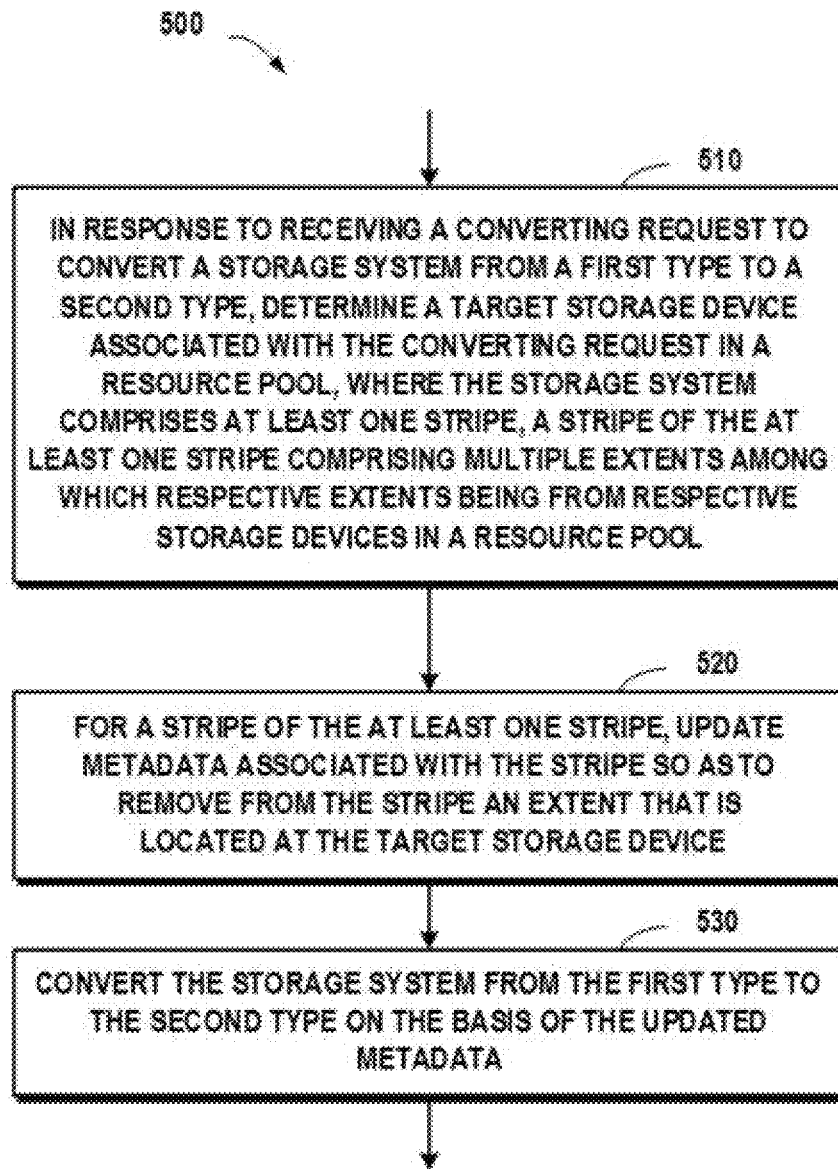 500
510
IN RESPONSE TO RECEIVING A CONVERTING REQUEST TO
CONVERT A STORAGE SYSTEM FROM A FIRST TYPE TO A
SECOND TYPE, DETERMINE A TARGET STORAGE DEVICE
ASSOCIATED WITH THE CONVERTING REQUEST IN A
RESOURCE POOL, WHERE THE STORAGE SYSTEM
COMPRISES AT LEAST ONE STRIPE, A STRIPE OF THE AT
LEAST ONE STRIPE COMPRISING MULTIPLE EXTENTS AMONG
WHICH RESPECTIVE EXTENTS BEING FROM RESPECTIVE
STORAGE DEVICES IN A RESOURCE POOL
520
FOR A STRIPE OF THE AT LEAST ONE STRIPE, UPDATE
METADATA ASSOCIATED WITH THE STRIPE SO AS TO
REMOVE FROM THE STRIPE AN EXTENT THAT IS
LOCATED AT THE TARGET STORAGE DEVICE
530
CONVERT THE STORAGE SYSTEM FROM THE FIRST TYPE TO
THE SECOND TYPE ON THE BASIS OF THE UPDATED
METADATA